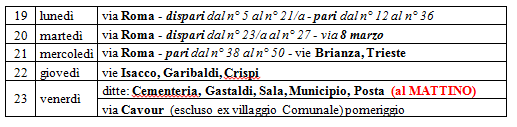 19 lunedì via Roma - dispari dal n° 5 al n° 21/a - pari dal n° 12 al n° 36
20 martedì via Roma - dispari dal n° 23/a al n° 27 - via 8 marzo
21 mercoledì via Roma - pari dal n° 38 al n° 50 - vie Brianza, Trieste
22 giovedì vie Isacco, Garibaldi, Crispi
23 venerdì ditte: Cementeria, Gastaldi, Sala, Municipio, Posta (al MATTINO)
via Cavour (escluso ex villaggio Comunale) pomeriggio